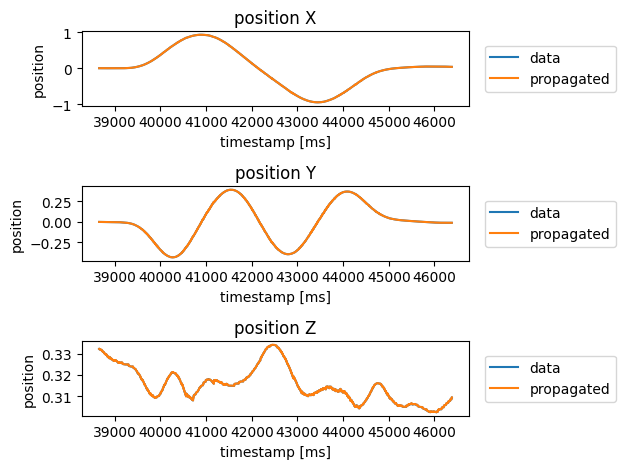 position X
1
0
−1
position
39000 40000 41000 42000 43000 44000 45000 46000
timestamp [ms]
data
propagated
position Y
0.25
0.00
−0.25
position
39000 40000 41000 42000 43000 44000 45000 46000
timestamp [ms]
data
propagated
position Z
0.33
0.32
0.31
position
39000 40000 41000 42000 43000 44000 45000 46000
timestamp [ms]
data
propagated